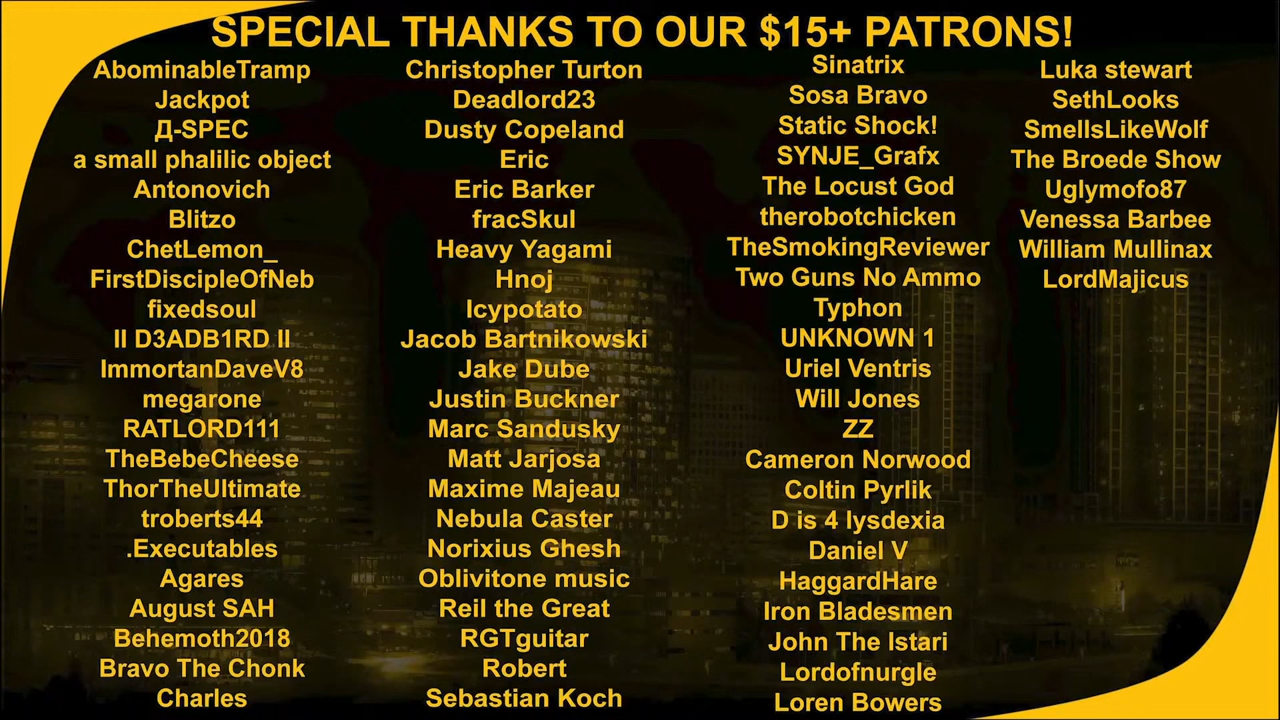 SPECIAL THANKS TO OUR $15+ PATRONS!
AbominableTramp
Jackpot
Д-SPEC
a small phalilic object
Antonovich
Blitzo
ChetLemon_
FirstDiscipleOfNeb
fixedsoul
II D3ADB1RD II
ImmortanDaveV8
megarone
RATLORD111
TheBebeCheese
ThorTheUltimate
troberts44
.Executables
Agares
August SAH
Behemoth2018
Bravo The Chonk
Charles
Christopher Turton
Deadlord23
Dusty Copeland
Eric
Eric Barker
fracSkul
Heavy Yagami
Hnoj
Icypotato
Jacob Bartnikowski
Jake Dube
Justin Buckner
Marc Sandusky
Matt Jarjosa
Maxime Majeau
Nebula Caster
Norixius Ghesh
Oblivitone music
Reil the Great
RGTguitar
Robert
Sebastian Koch
Sinatrix
Sosa Bravo
Static Shock!
SYNJE_Grafx
The Locust God
therobotchicken
TheSmokingReviewer
Two Guns No Ammo
Typhon
UNKNOWN 1
Uriel Ventris
Will Jones
ZZ
Cameron Norwood
Coltin Pyrlik
D is 4 lysdexia
Daniel V
HaggardHare
Iron Bladesmen
John The Istari
Lordofnurgle
Loren Bowers
Luka stewart
SethLooks
SmellsLikeWolf
The Broede Show
Uglymofo87
Venessa Barbee
William Mullinax
LordMajicus